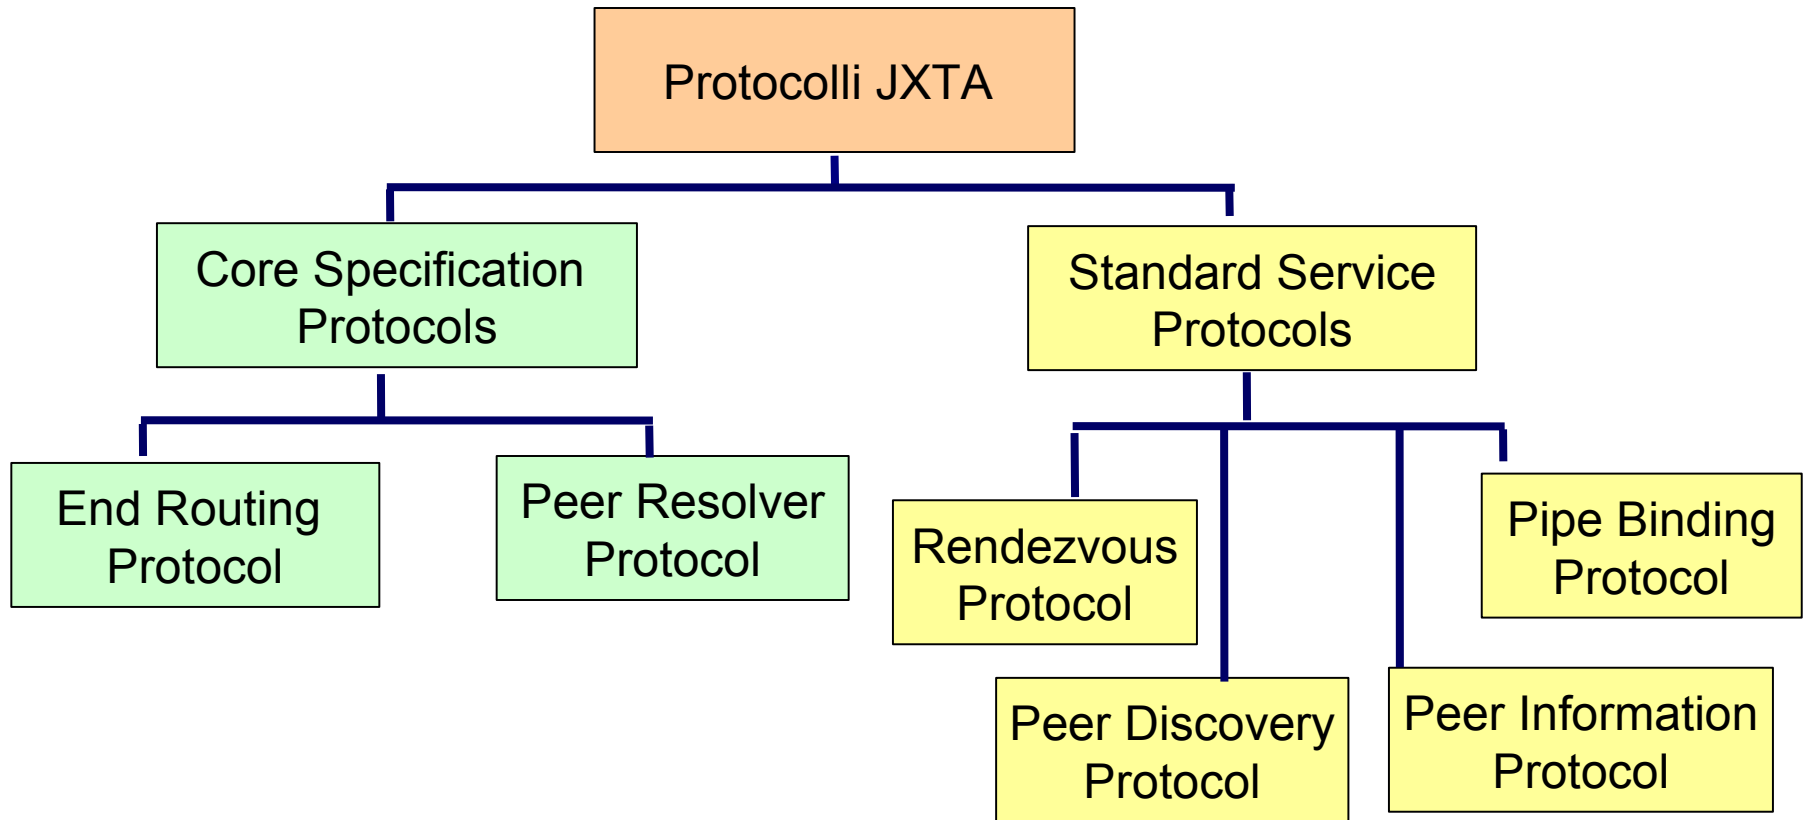 Protocolli JXTA
Core Specification
Protocols
Standard Service
Protocols
End Routing
Protocol
Peer Resolver
Protocol
Rendezvous
Protocol
Pipe Binding
Protocol
Peer Discovery
Protocol
Peer Information
Protocol